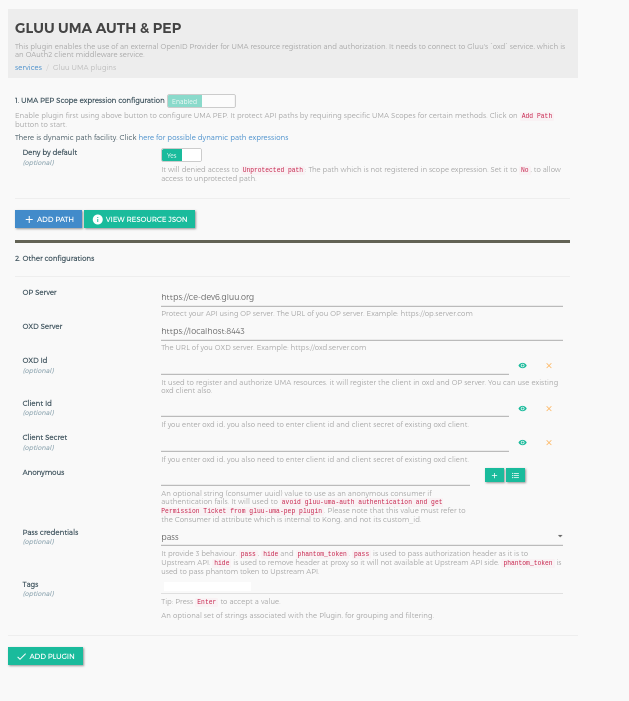 GLUU UMA AUTH & PEP
This plugin enables the use of an external OpenID Provider for UMA resource registration and authorization. It needs to connect to Gluu's `oxd` service, which is
an OAuth2 client middleware service.
services / Gluu UMA plugins
1. UMA PEP Scope expression configuration Enabled
Enable plugin first using above button to configure UMA PEP. It protect API paths by requiring specific UMA Scopes for certain methods. Click on Add Path
button to start.
There is dynamic path facility. Click here for possible dynamic path expressions
Deny by default
(optional)
Yes
It will denied access to Unprotected path. The path which is not registered in scope expression. Set it to No, to allow
access to unprotected path.
ADD PATH
VIEW RESOURCE JSON
2. Other configurations
OP Server
https://ce-dev6.gluu.org
Protect your API using OP server. The URL of you OP server. Example: https://op.server.com
OXD Server
https://localhost:8443
The URL of you OXD server. Example: https://oxd.server.com
OXD Id
(optional)
It used to register and authorize UMA resources. it will register the client in oxd and OP server. You can use existing
oxd client also.
Client Id
(optional)
If you enter oxd id, you also need to enter client id and client secret of existing oxd client.
Client Secret
(optional)
If you enter oxd id, you also need to enter client id and client secret of existing oxd client.
Anonymous
An optional string (consumer uuid) value to use as an anonymous consumer if
authentication fails. It will used to avoid gluu-uma-auth authentication and get
Permission Ticket from gluu-uma-pep plugin. Please note that this value must refer to
the Consumer id attribute which is internal to Kong, and not its custom_id.
Pass credentials
(optional)
pass
It provide 3 behaviour. pass, hide and phantom_token. pass is used to pass authorization header as it is to
Upstream API. hide is used to remove header at proxy so it will not available at Upstream API side. phantom_token is
used to pass phantom token to Upstream API.
Tags
(optional)
Tip: Press Enter to accept a value.
An optional set of strings associated with the Plugin, for grouping and filtering.
ADD PLUGIN